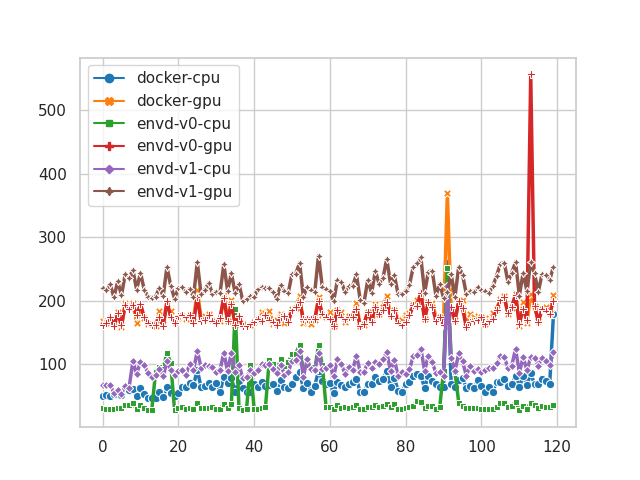 docker-cpu
docker-gpu
envd-v0-cpu
envd-v0-gpu
envd-v1-cpu
envd-v1-gpu
500
400
300
200
100
0 20 40 60 80 100 120